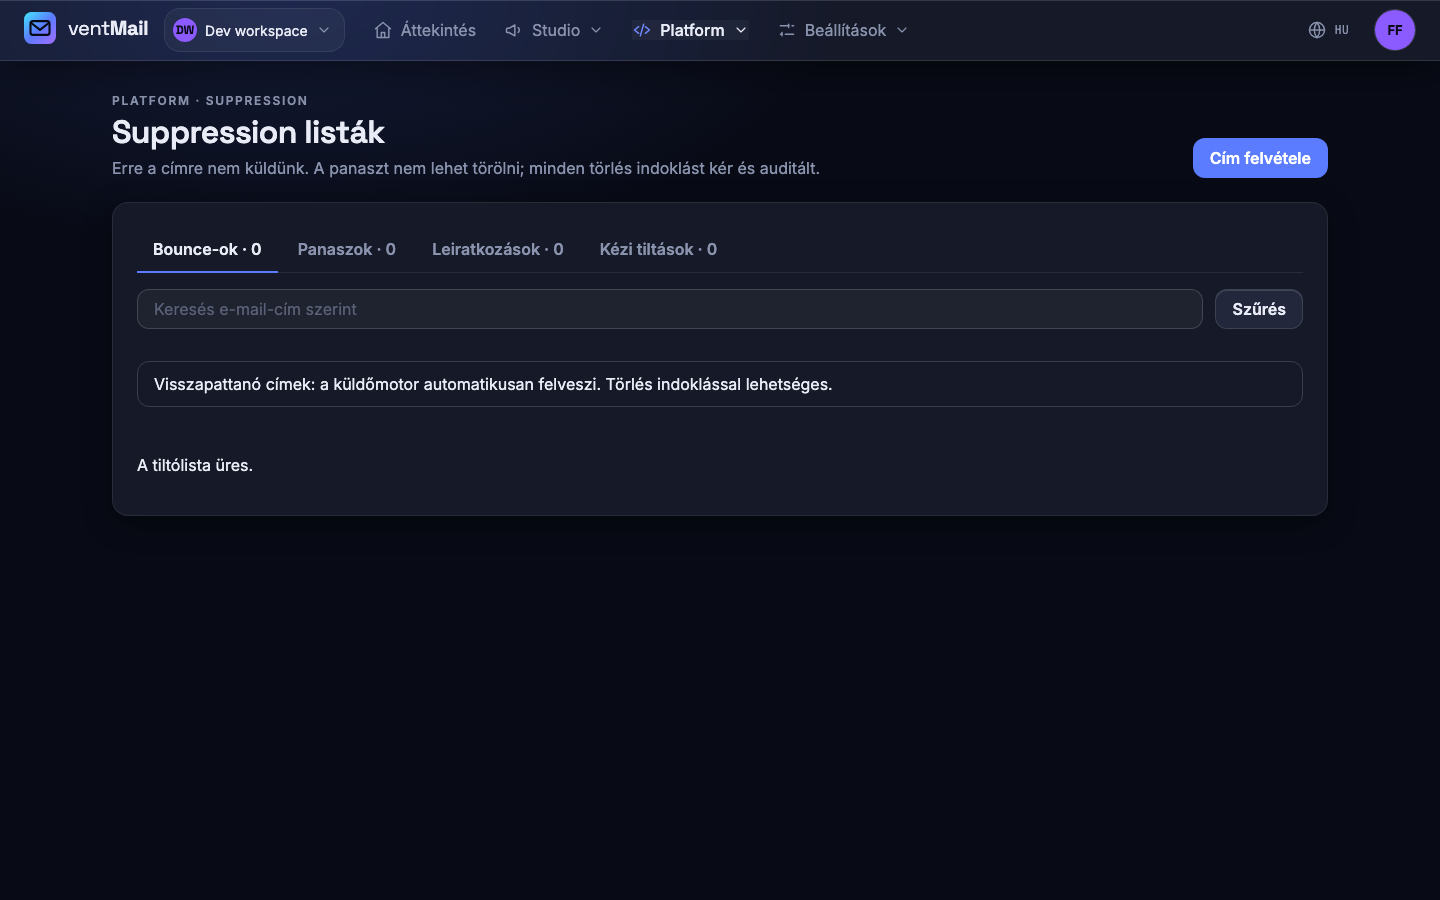 ventMail
DW Dev workspace
Áttekintés
Studio
Platform
Beállítások
HU
FF
PLATFORM · SUPPRESSION
Suppression listák
Erre a címre nem küldünk. A panaszt nem lehet törölni; minden törlés indoklást kér és auditált.
Cím felvétele
Bounce-ok · 0
Panaszok · 0
Leiratkozások · 0
Kézi tiltások · 0
Keresés e-mail-cím szerint
Szűrés
Visszapattanó címek: a küldőmotor automatikusan felveszi. Törlés indoklással lehetséges.
A tiltólista üres.